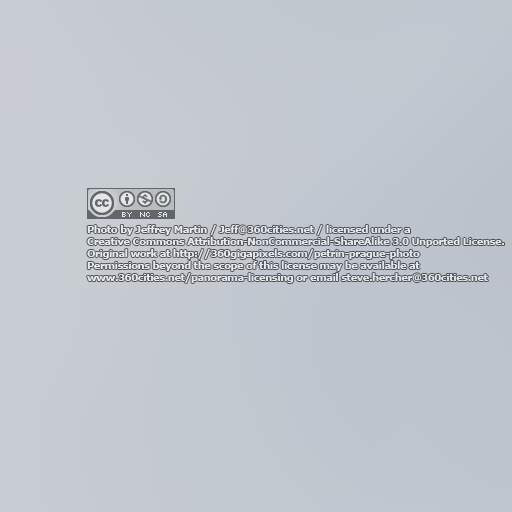 cc BY NC SA
Photo by Jeffrey Martin / Jeff@360cities.net / licensed under a
Creative Commons Attribution-NonCommercial-ShareAlike 3.0 Unported License.
Original work at http://360gigapixels.com/petrin-prague-photo
Permissions beyond the scope of this license may be available at
www.360cities.net/panorama-licensing or email steve.hercher@360cities.net